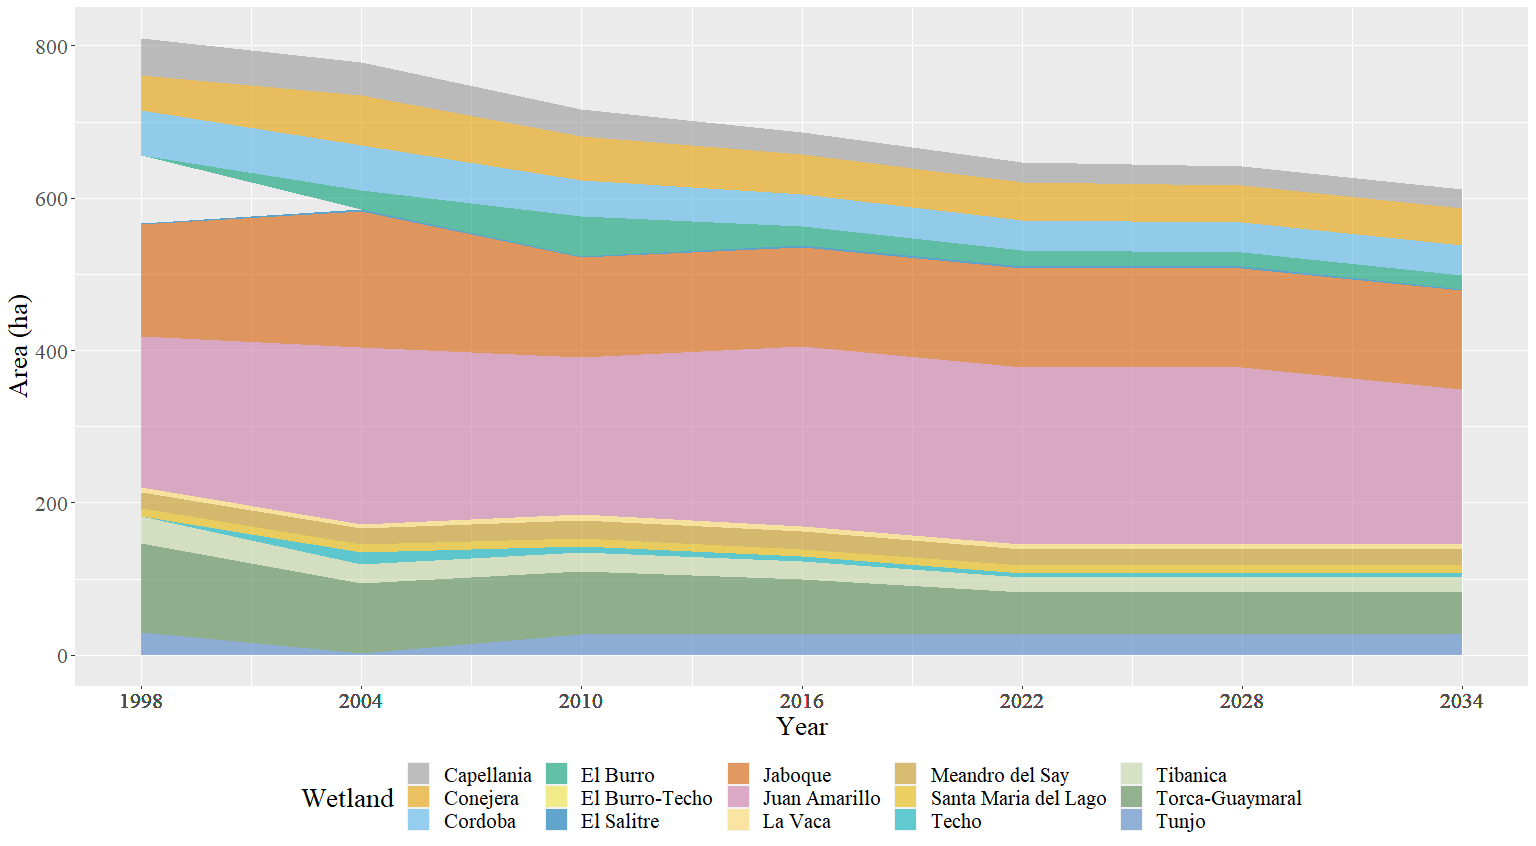 Area (ha)
800
600
400
200
0
1998 2004 2010 2016 2022 2028 2034
Year
Wetland
Capellania El Burro Jaboque Meandro del Say Tibanica
Conejera El Burro-Techo Juan Amarillo Santa Maria del Lago Torca-Guaymaral
Cordoba El Salitre La Vaca Techo Tunjo